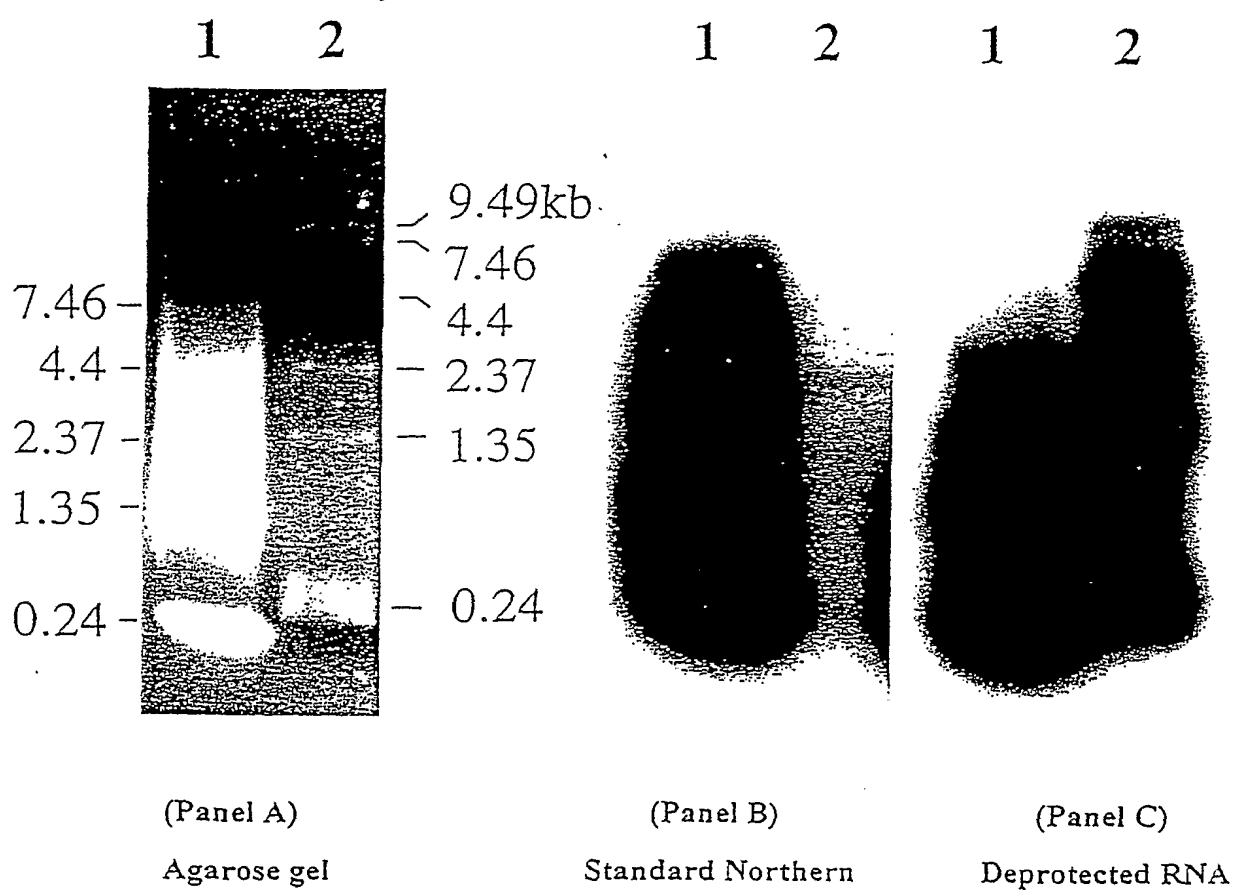 1 2
1 2
1 2
7.46
4.4
2.37
1.35
0.24
9.49kb
7.46
4.4
2.37
1.35
0.24
(Panel A)
Agarose gel
(Panel B)
Standard Northern
(Panel C)
Deprotected RNA